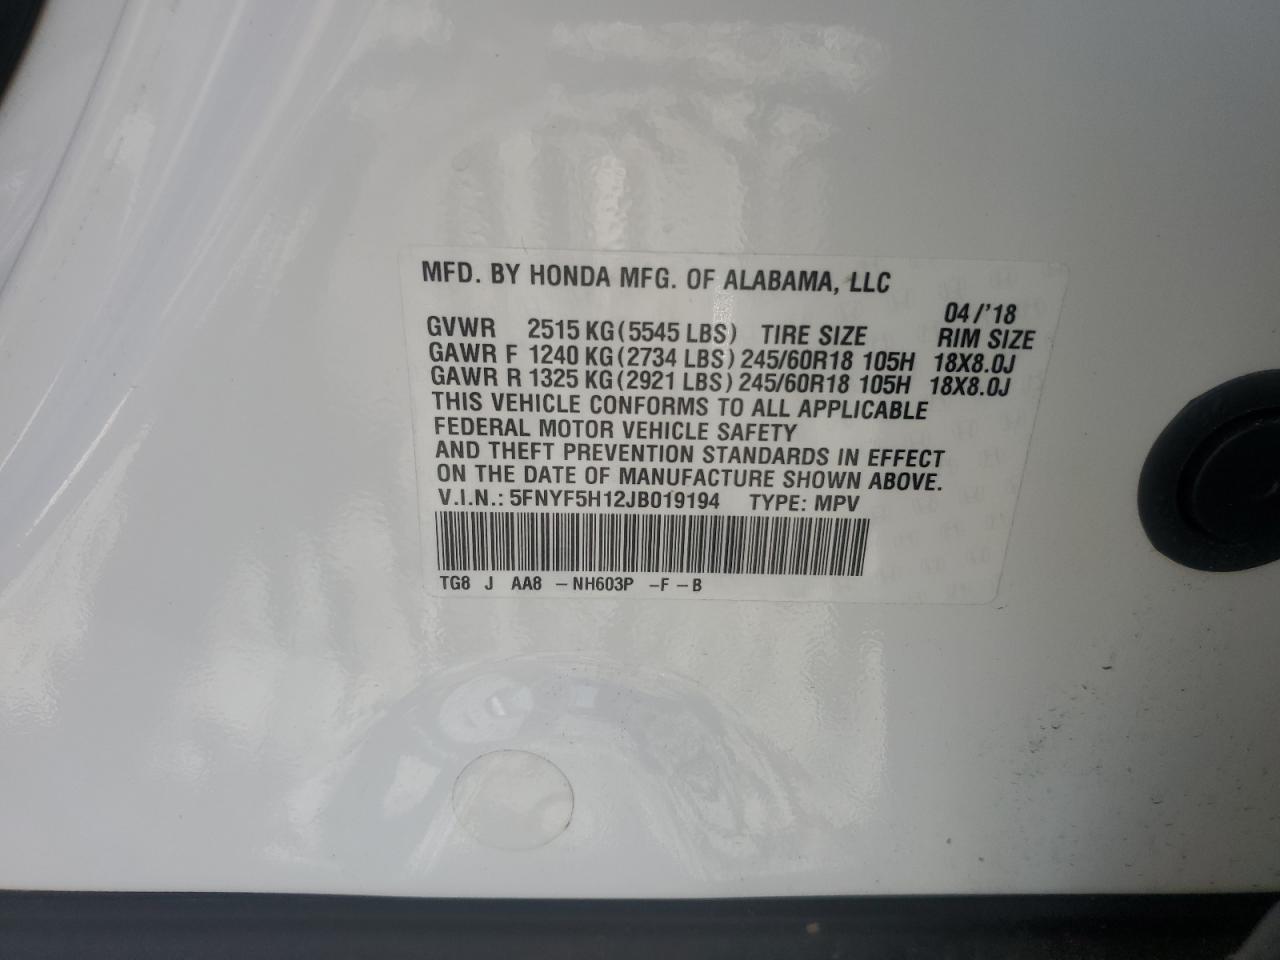 MFD. BY HONDA MFG. OF ALABAMA, LLC
04/'18
GVWR 2515 KG(5545 LBS) TIRE SIZE RIM SIZE
GAWR F 1240 KG(2734 LBS) 245/60R18 105H 18X8.0J
GAWR R 1325 KG(2921 LBS) 245/60R18 105H 18X8.0J
THIS VEHICLE CONFORMS TO ALL APPLICABLE
FEDERAL MOTOR VEHICLE SAFETY
AND THEFT PREVENTION STANDARDS IN EFFECT
ON THE DATE OF MANUFACTURE SHOWN ABOVE.
V.I.N.: 5FNYF5H12JB019194 TYPE: MPV
TG8 J AA8 -NH603P -F -B